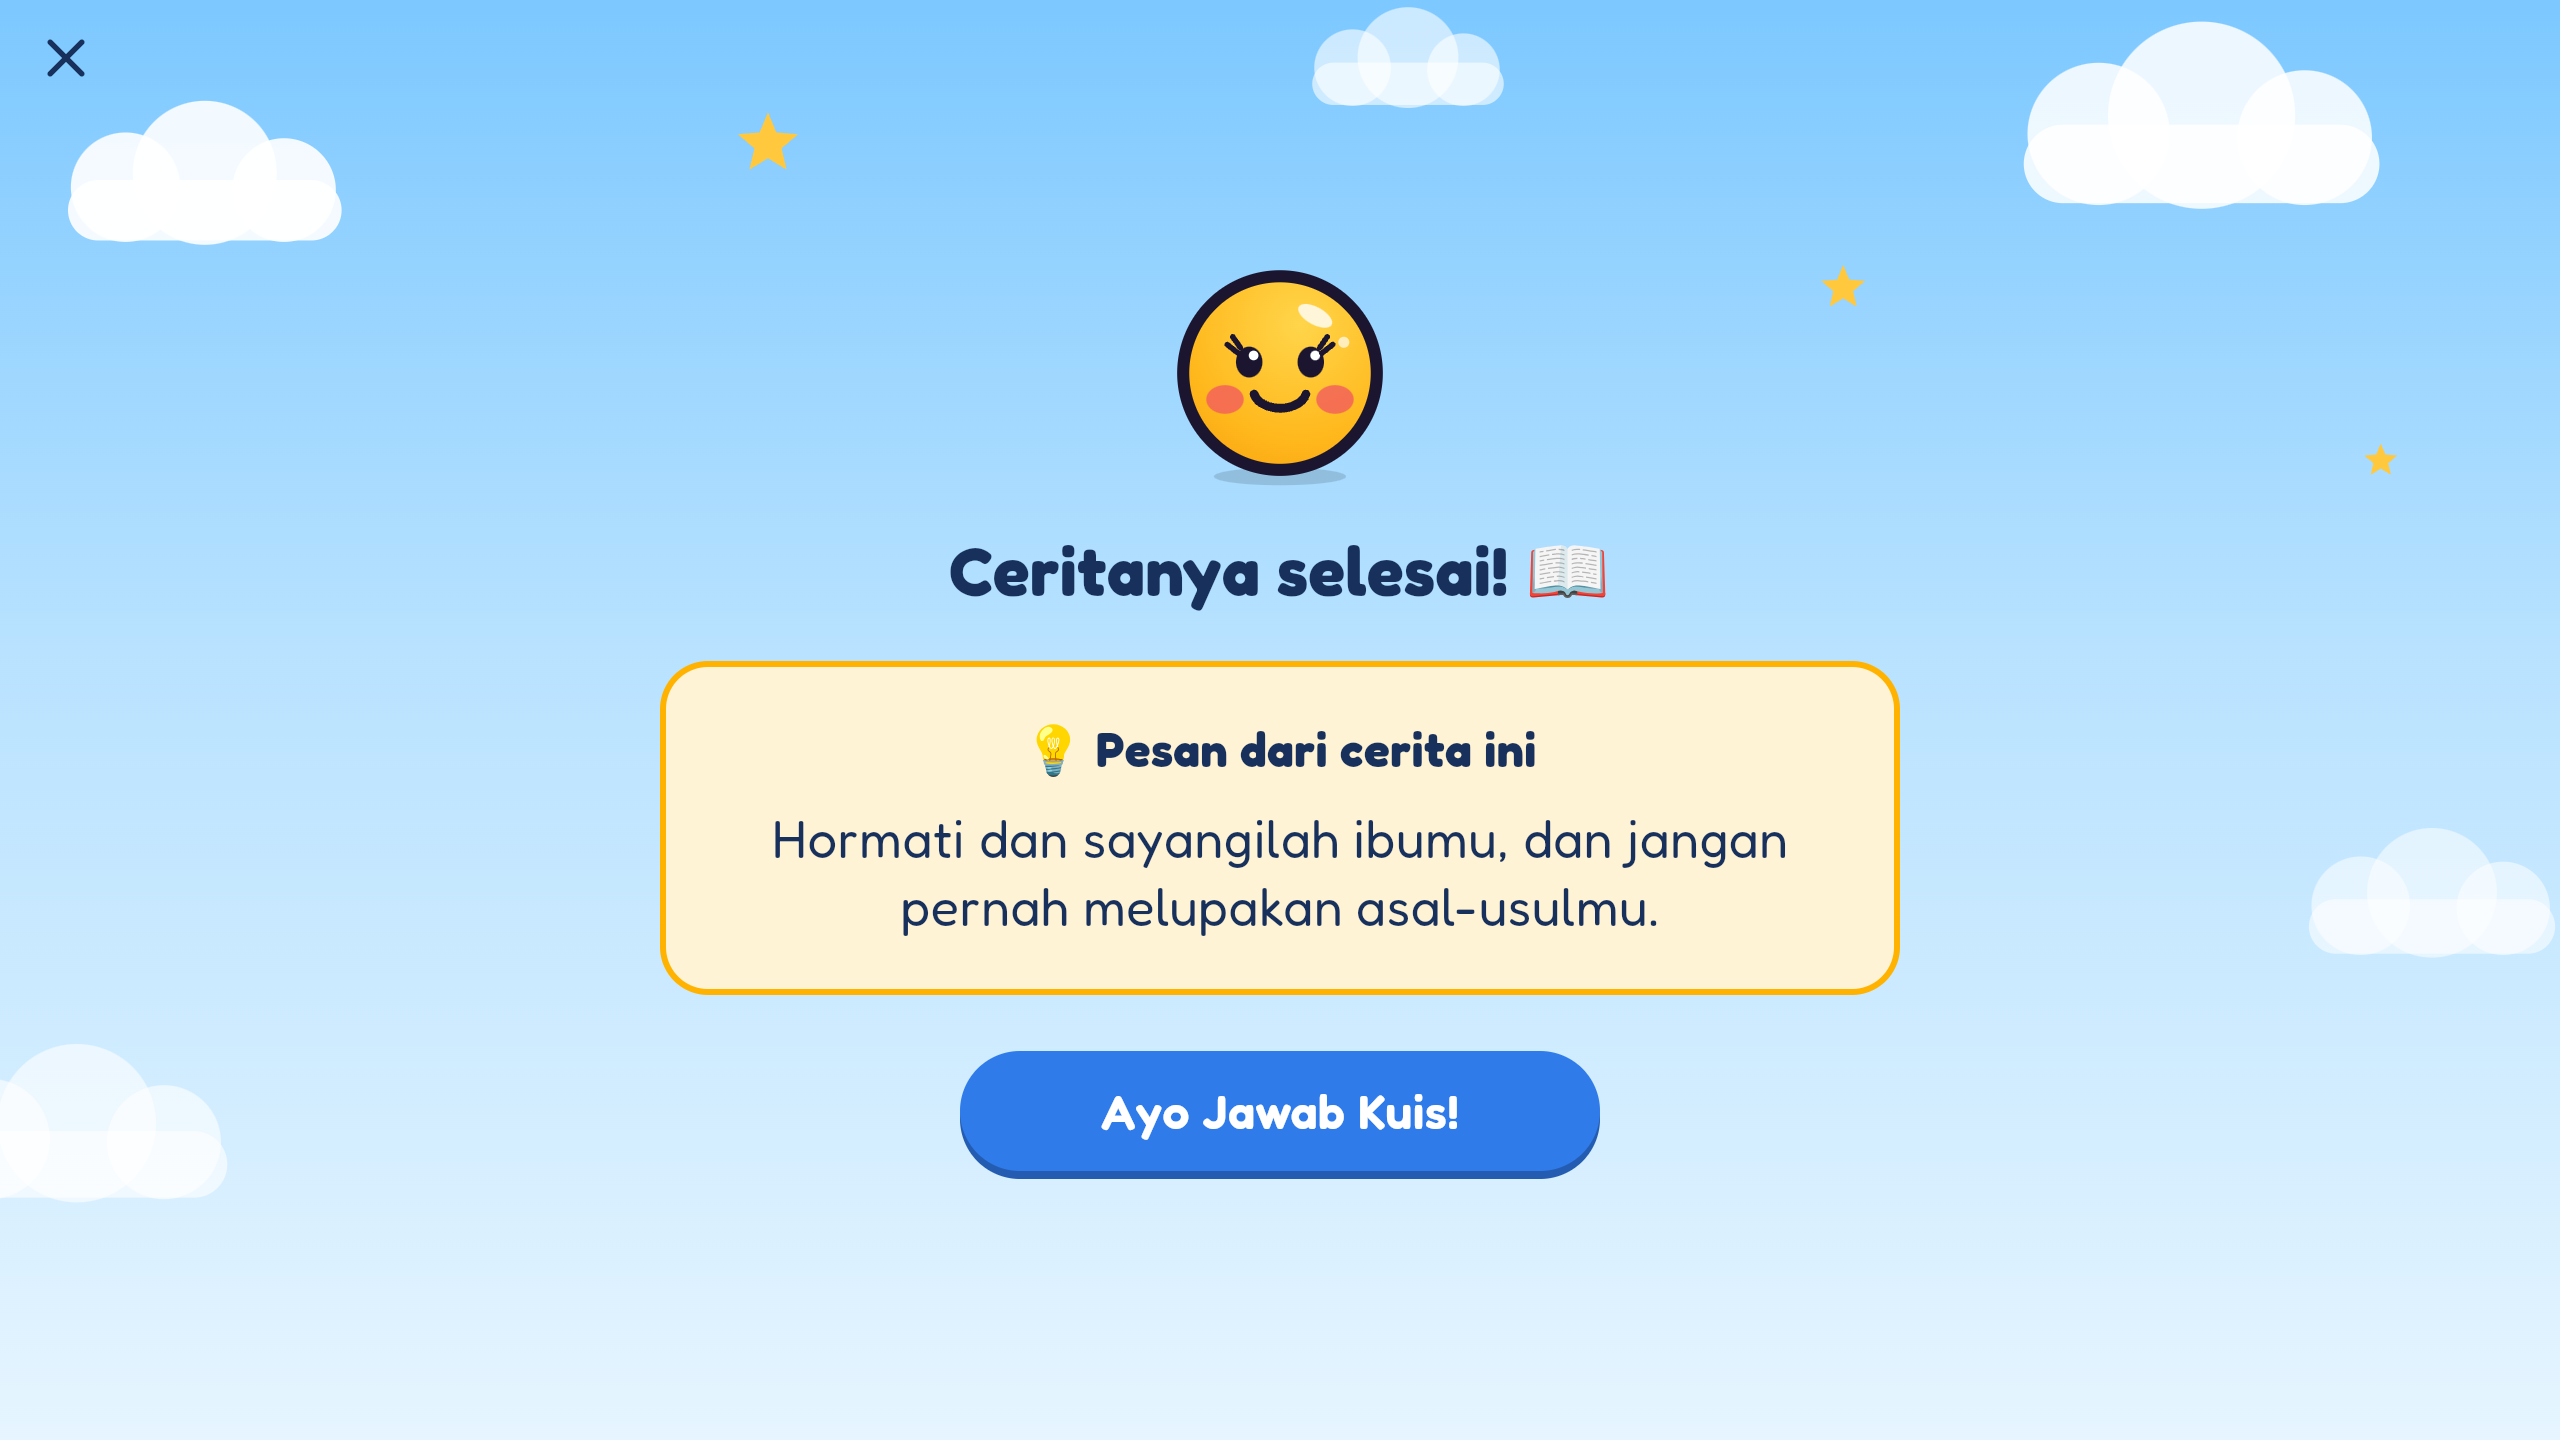 Ceritanya selesai! 📖
💡 Pesan dari cerita ini
Hormati dan sayangilah ibumu, dan jangan
pernah melupakan asal-usulmu.
Ayo Jawab Kuis!